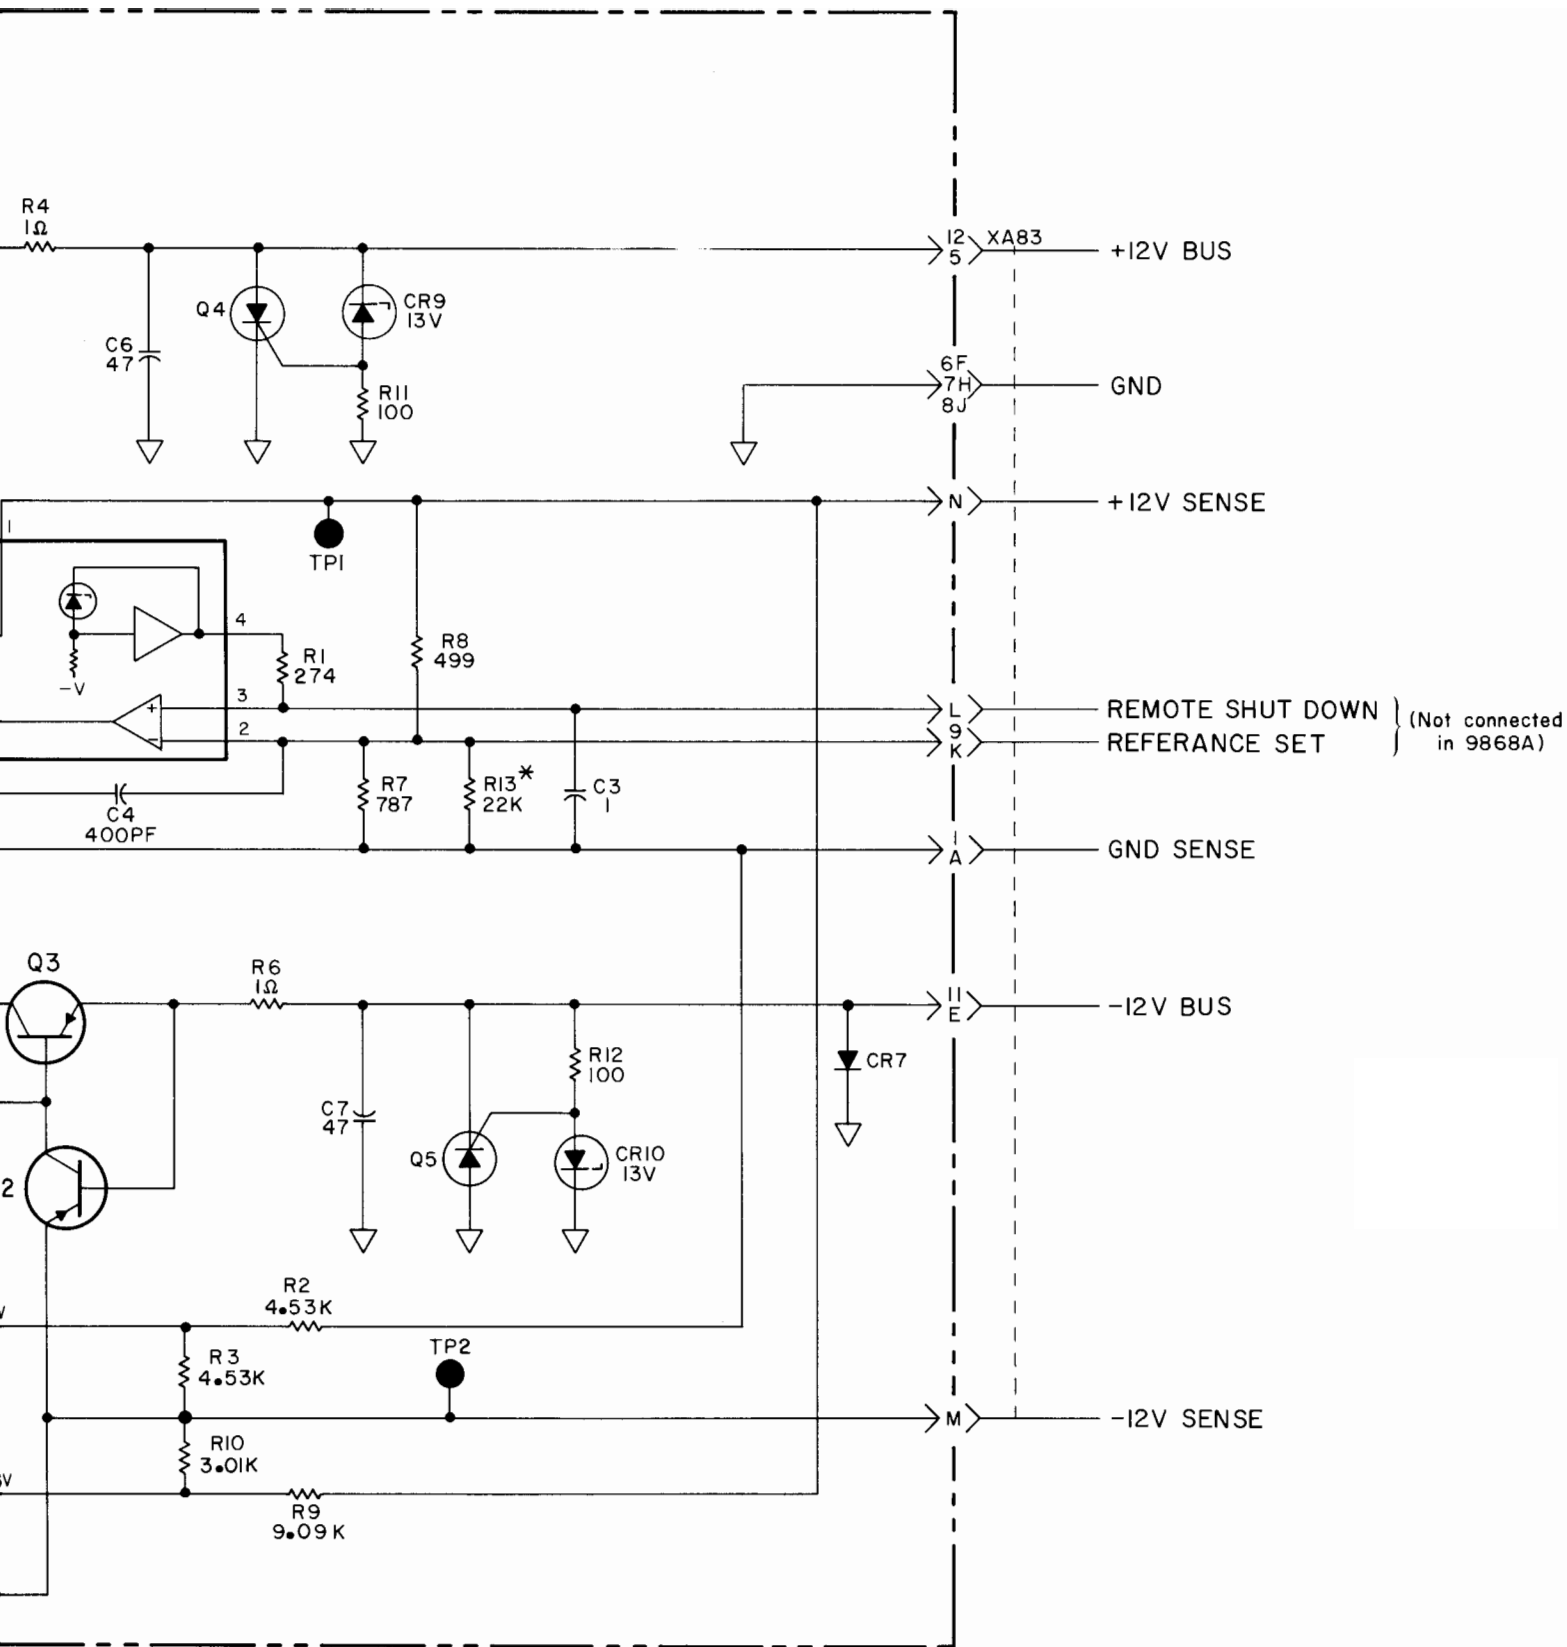 R4
1Ω
12 XA83
5
+12V BUS
Q4
CR9
13V
C6
47
R11
100
6F
7H
8J
GND
N
+12V SENSE
1
TP1
4
R1
274
R8
499
-V
+
3
L
REMOTE SHUT DOWN
(Not connected
in 9868A)
-
2
9
K
REFERANCE SET
R7
787
R13*
22K
C3
1
C4
400PF
1
A
GND SENSE
Q3
R6
1Ω
11
E
-12V BUS
R12
100
CR7
C7
47
Q5
CR10
13V
2
R2
4.53K
V
TP2
R3
4.53K
M
-12V SENSE
R10
3.01K
V
R9
9.09K